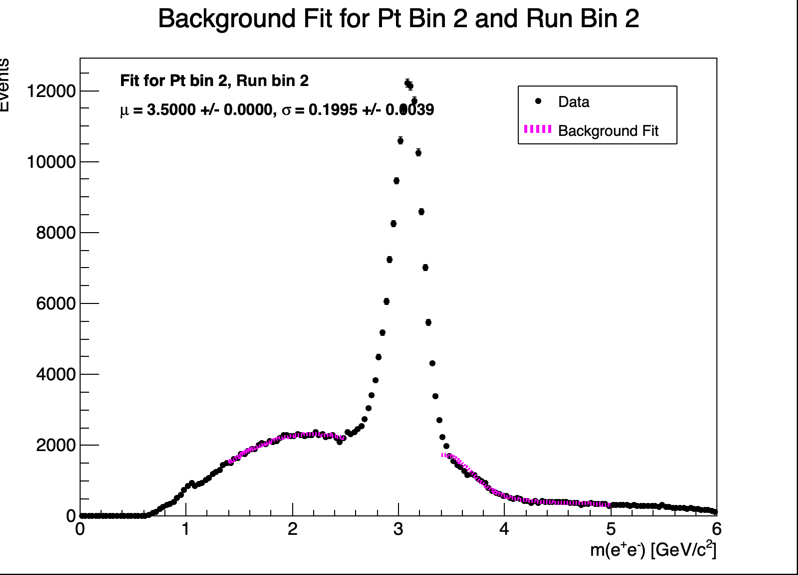 Background Fit for Pt Bin 2 and Run Bin 2
Events
Fit for Pt bin 2, Run bin 2
μ = 3.5000 +/- 0.0000, σ = 0.1995 +/- 0.0039
Data
Background Fit
12000
10000
8000
6000
4000
2000
0
0 1 2 3 4 5 6
m(e⁺e⁻) [GeV/c²]